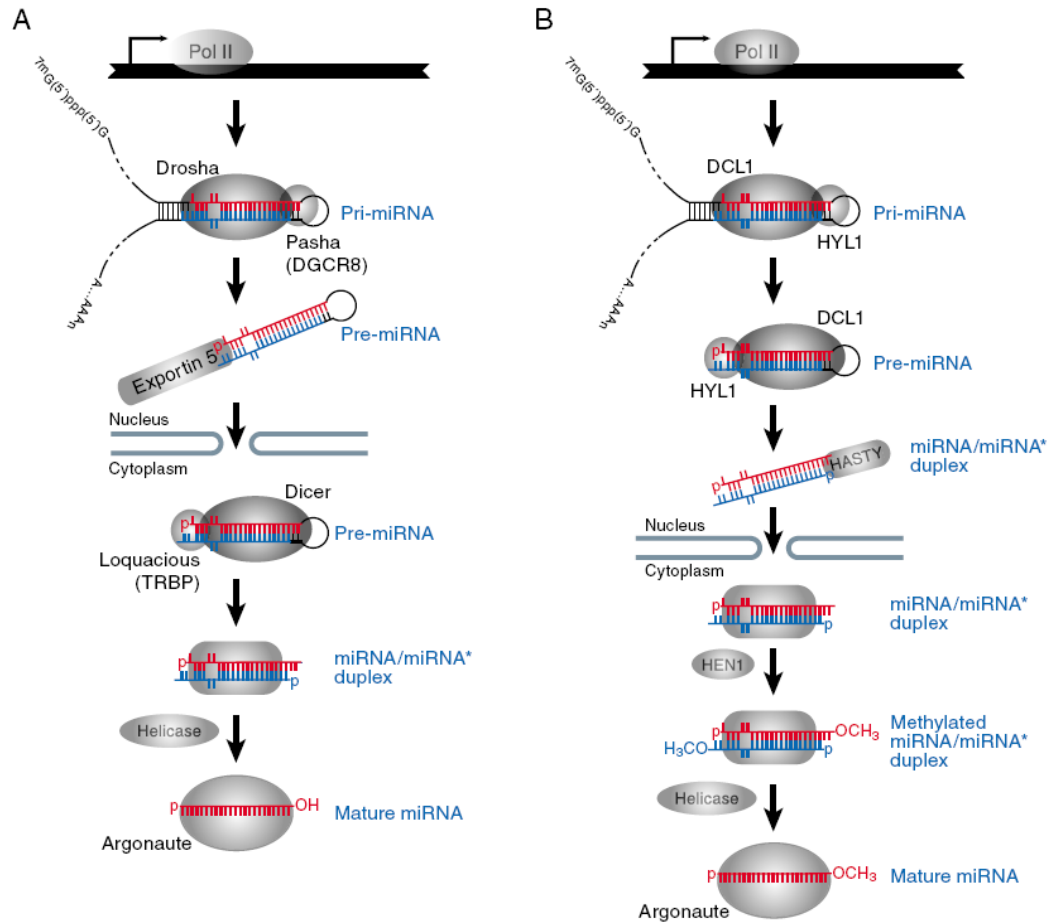 A
Pol II
7mG(5´)ppp(5´)G
Drosha
Pri-miRNA
Pasha
(DGCR8)
A
...AAAn
Exportin 5
p
Pre-miRNA
Nucleus
Cytoplasm
Dicer
p
Pre-miRNA
Loquacious
(TRBP)
p
p
miRNA/miRNA*
duplex
Helicase
p
OH
Mature miRNA
Argonaute
B
Pol II
7mG(5´)ppp(5´)G
DCL1
Pri-miRNA
HYL1
A
...AAAn
DCL1
p
Pre-miRNA
HYL1
p
p
HASTY
miRNA/miRNA*
duplex
Nucleus
Cytoplasm
p
p
miRNA/miRNA*
duplex
HEN1
p
OCH3
H3CO
p
Methylated
miRNA/miRNA*
duplex
Helicase
p
OCH3
Mature miRNA
Argonaute